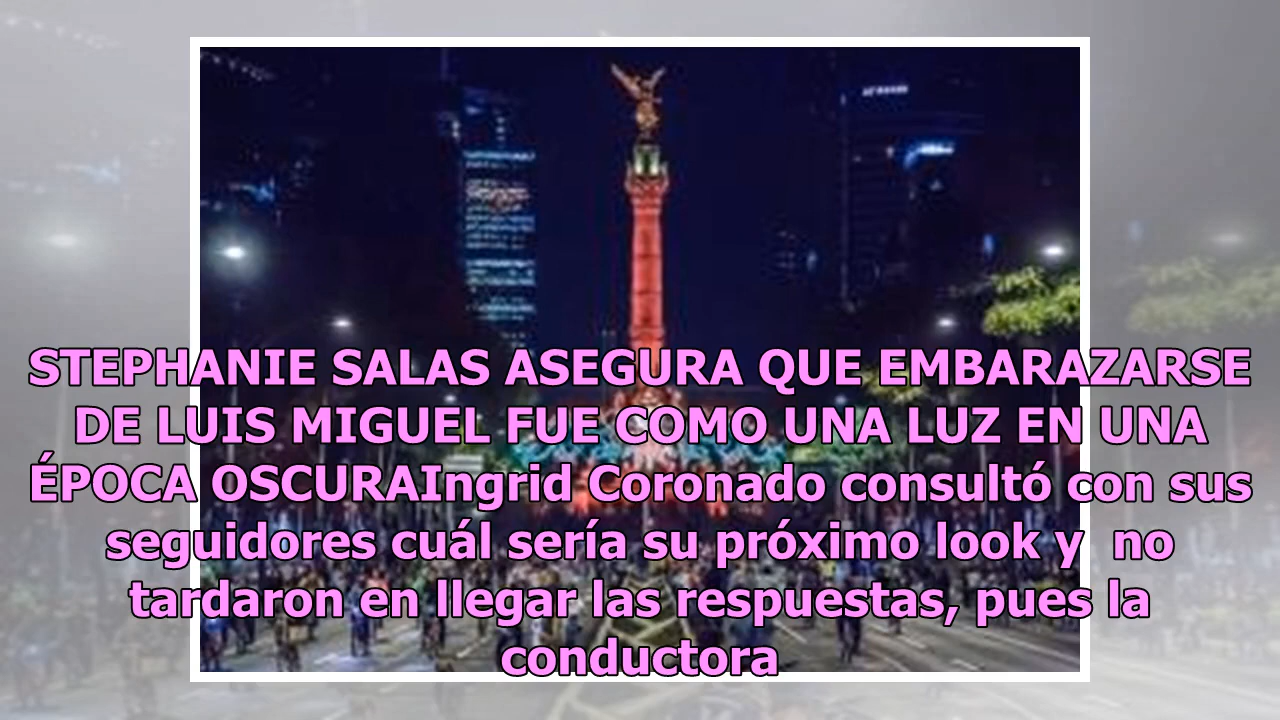 STEPHANIE SALAS ASEGURA QUE EMBARAZARSE
DE LUIS MIGUEL FUE COMO UNA LUZ EN UNA
ÉPOCA OSCURAIngrid Coronado consultó con sus
seguidores cuál sería su próximo look y  no
tardaron en llegar las respuestas, pues la
conductora